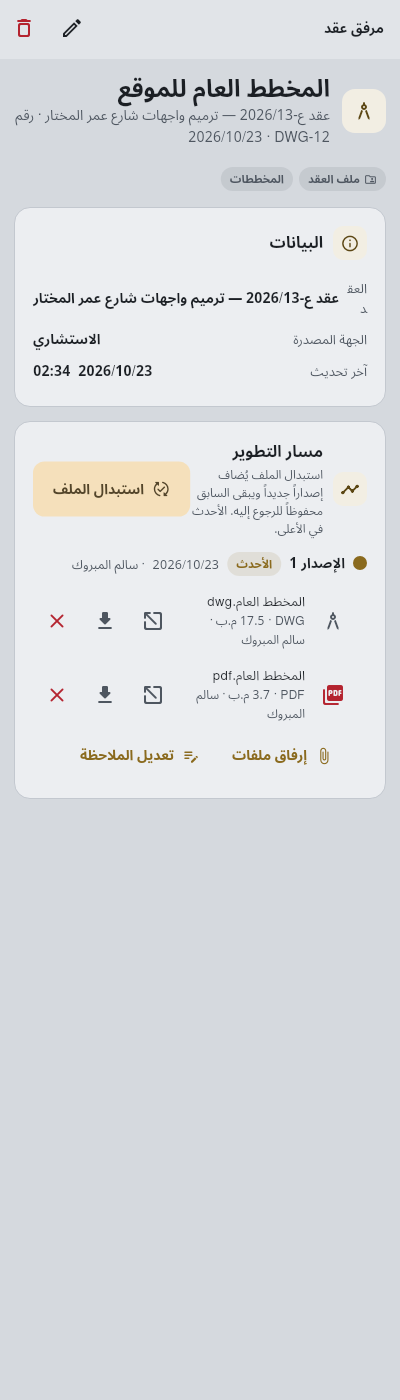 مرفق عقد
المخطط العام للموقع
عقد ع-2026/13 — ترميم واجهات شارع عمر المختار · رقم
DWG-12 · 2026/10/23
ملف العقد
المخططات
البيانات
العقد
عقد ع-2026/13 — ترميم واجهات شارع عمر المختار
الجهة المصدرة
الاستشاري
آخر تحديث
2026/10/23 02:34
مسار التطوير
استبدال الملف يُضاف
إصداراً جديداً ويبقى السابق
محفوظاً للرجوع إليه. الأحدث
في الأعلى.
استبدال الملف
الإصدار 1
الأحدث
2026/10/23 · سالم المبروك
المخطط العام.dwg
DWG · 17.5 م.ب ·
سالم المبروك
المخطط العام.pdf
PDF · 3.7 م.ب · سالم
المبروك
PDF
إرفاق ملفات
تعديل الملاحظة